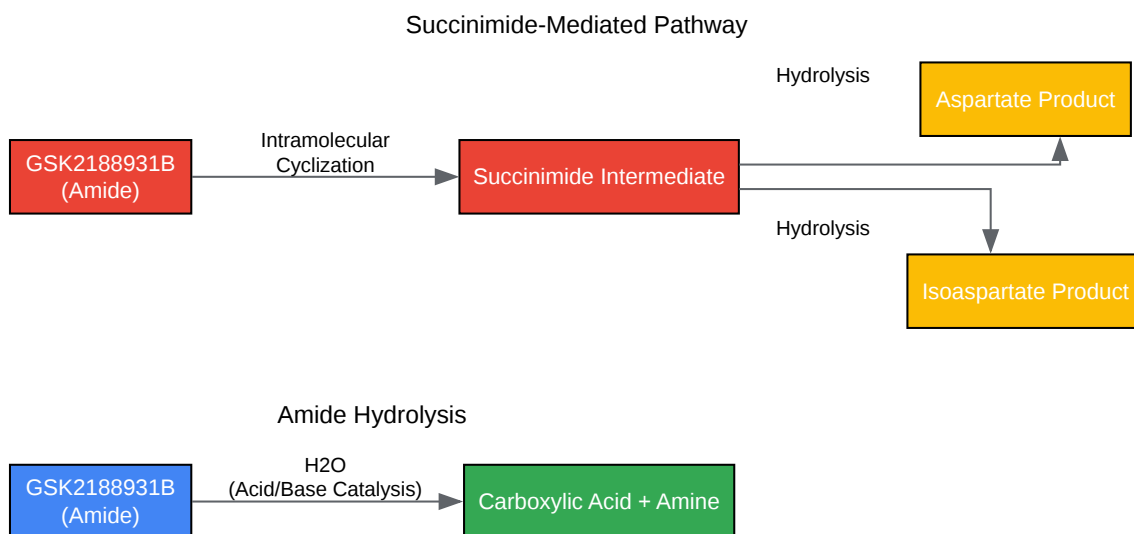 Succinimide-Mediated Pathway
Hydrolysis
Aspartate Product
Intramolecular
Cyclization
GSK2188931B
(Amide)
Succinimide Intermediate
Hydrolysis
Isoaspartate Product
Amide Hydrolysis
H2O
(Acid/Base Catalysis)
GSK2188931B
(Amide)
Carboxylic Acid + Amine